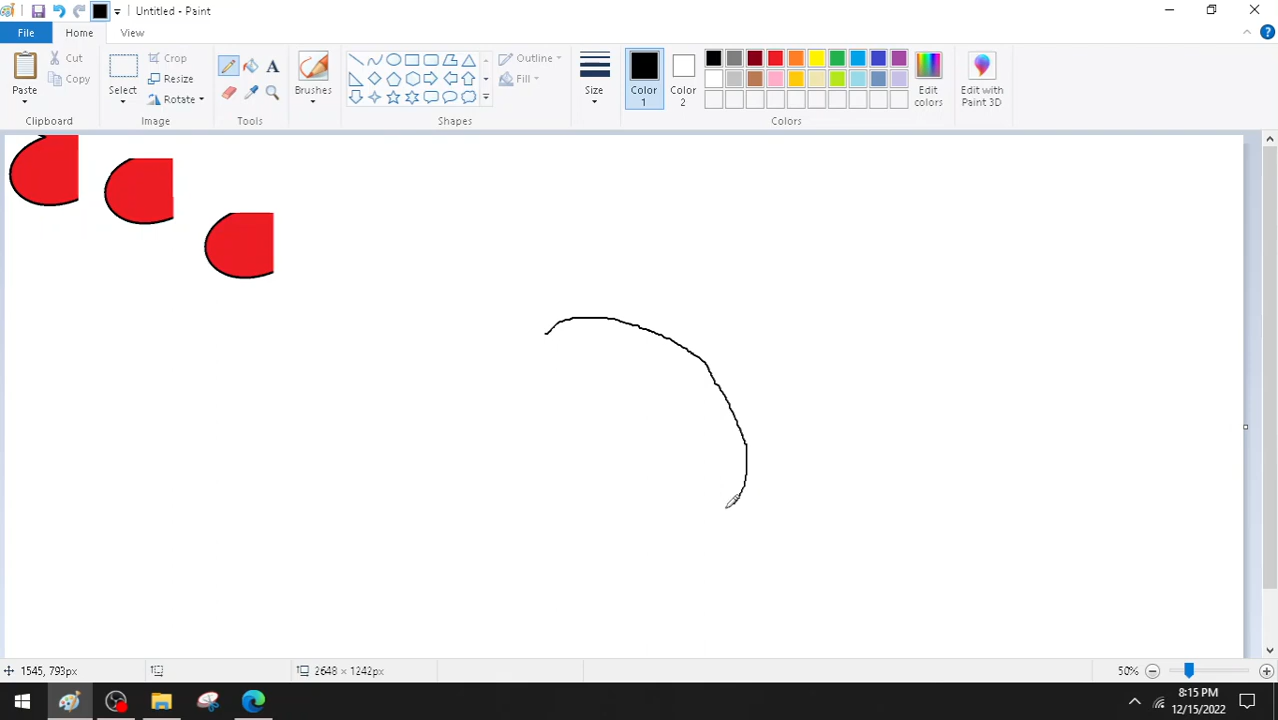 Untitled - Paint
File
Home
View
Paste
Cut
Copy
Clipboard
Select
Crop
Resize
Rotate
Image
A
Tools
Brushes
Outline
Fill
Shapes
Size
Color 1
Color 2
Edit colors
Colors
Edit with Paint 3D
1545, 793px
2648 × 1242px
50%
8:15 PM
12/15/2022